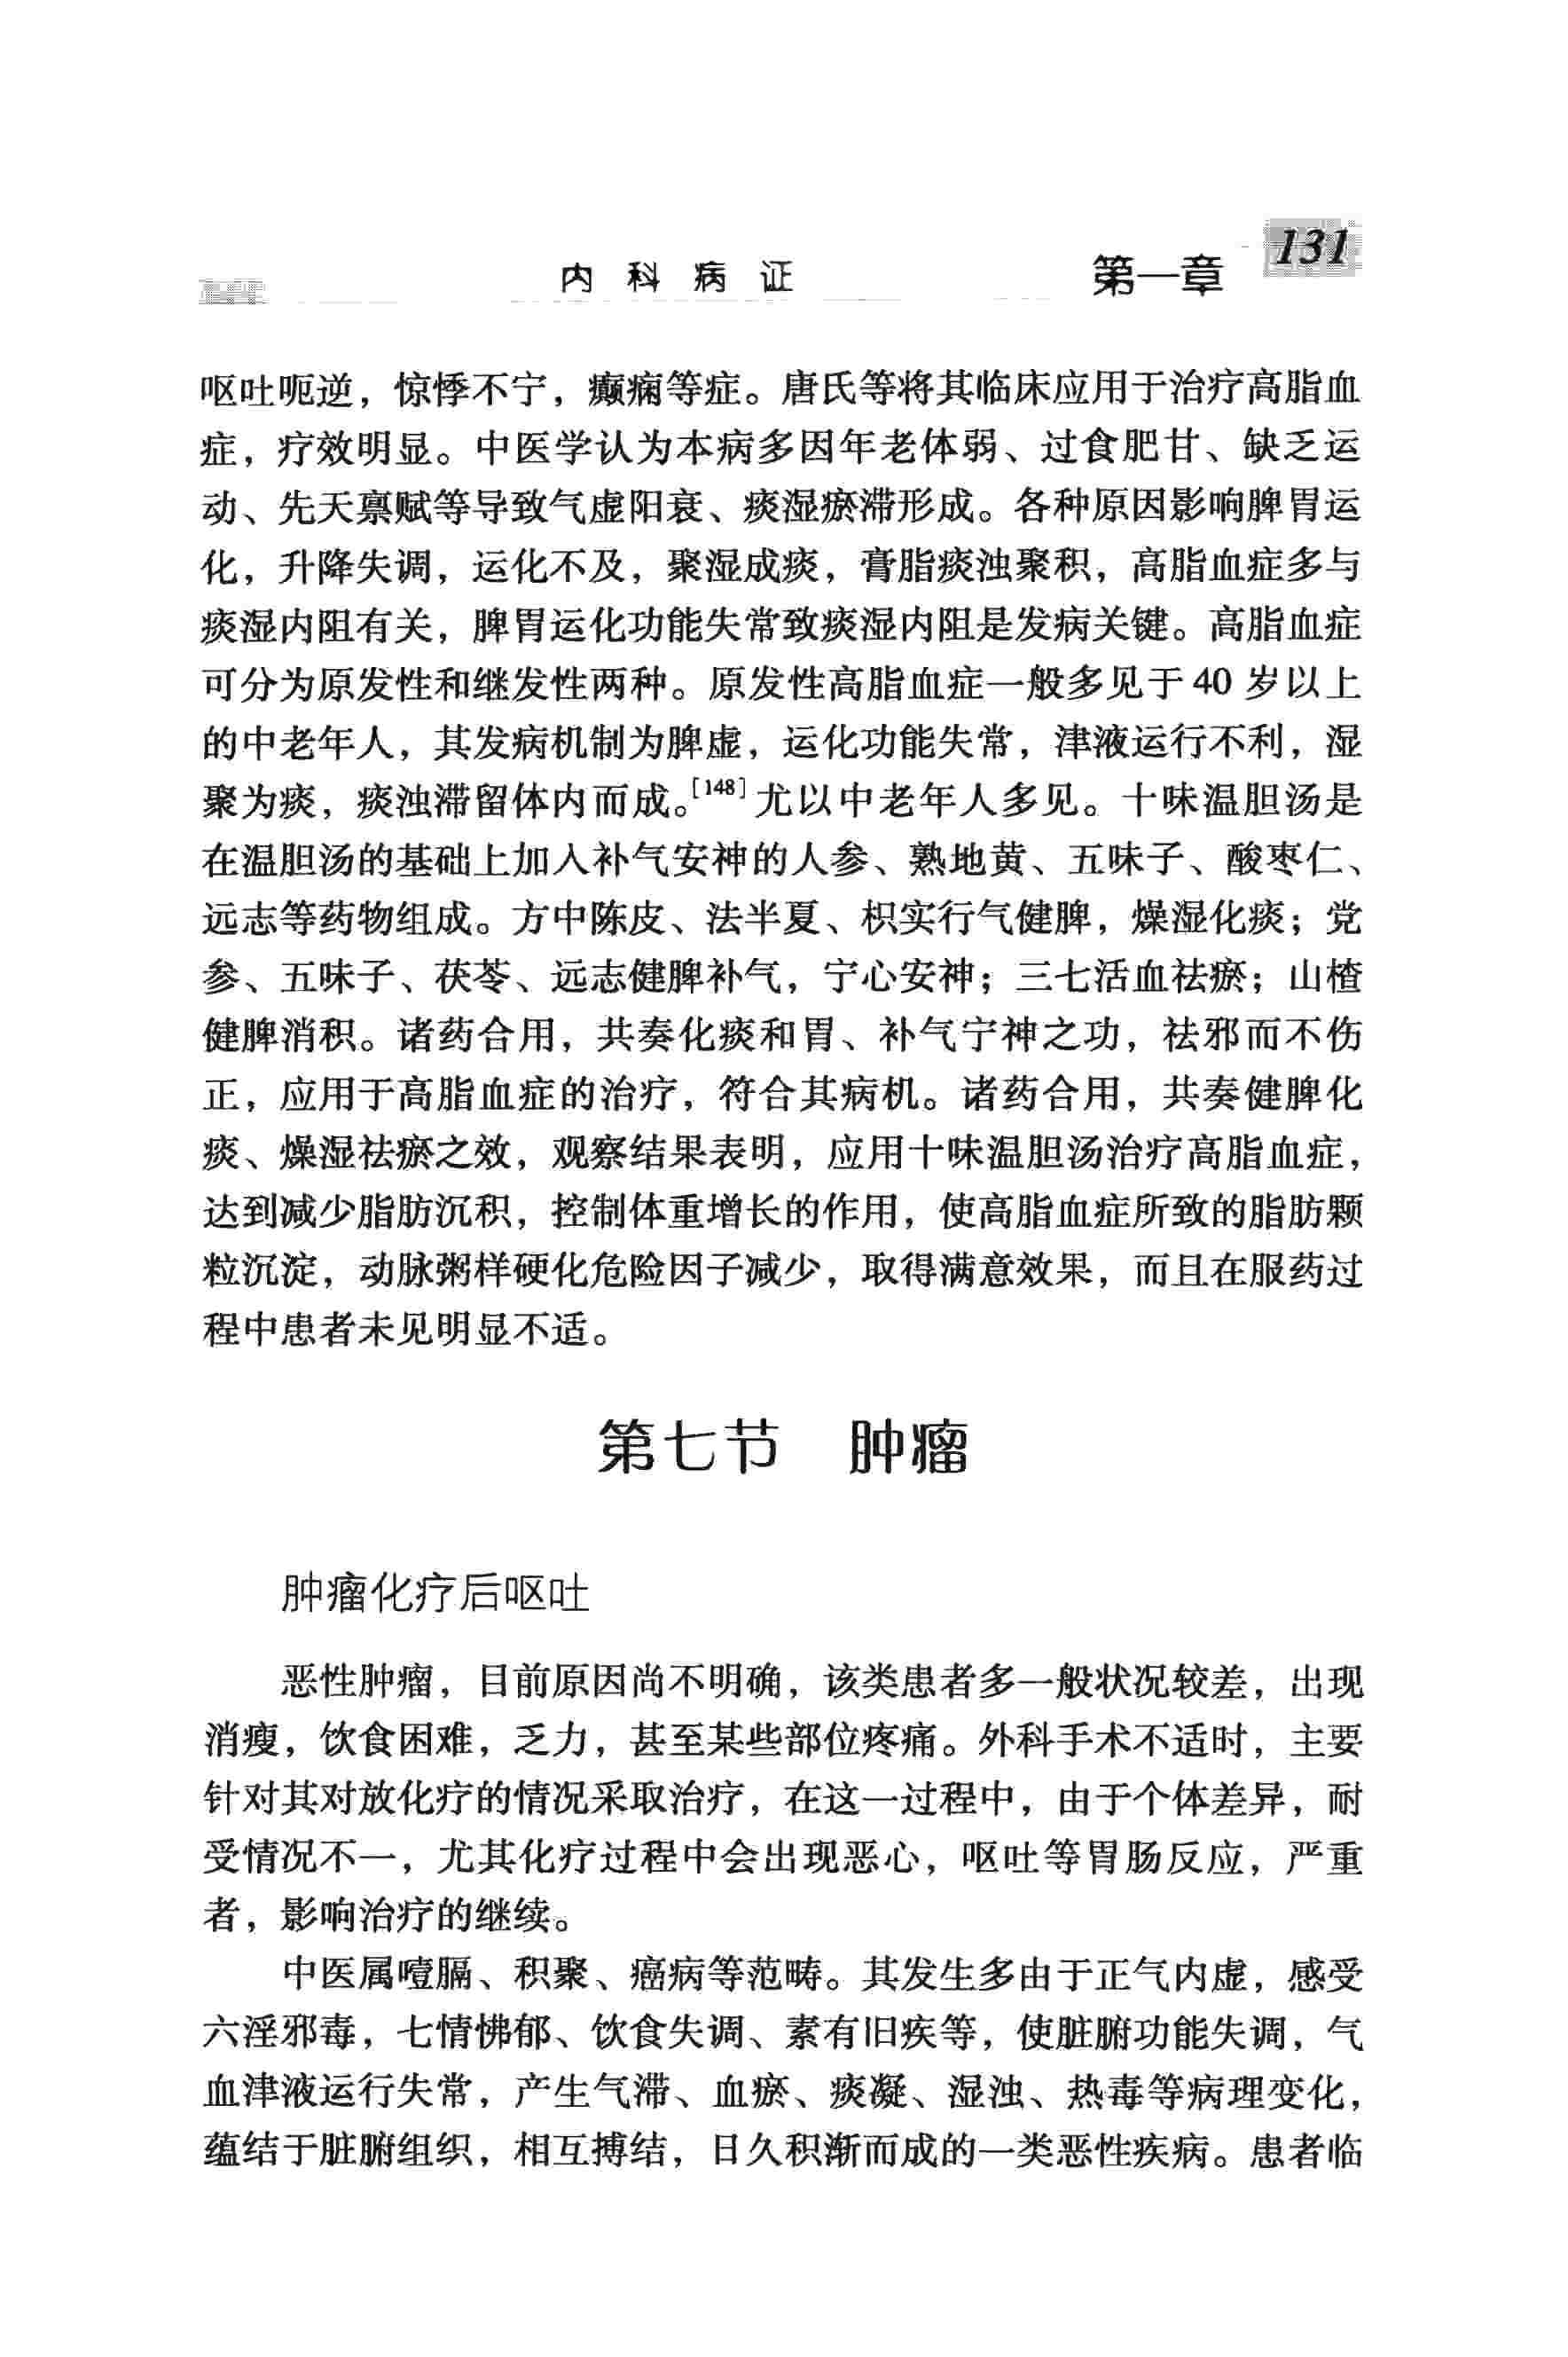 内科病证 第一章 131
呕吐呃逆，惊悸不宁，癫痫等症。唐氏等将其临床应用于治疗高脂血
症，疗效明显。中医学认为本病多因年老体弱、过食肥甘、缺乏运
动、先天禀赋等导致气虚阳衰、痰湿瘀滞形成。各种原因影响脾胃运
化，升降失调，运化不及，聚湿成痰，膏脂痰浊聚积，高脂血症多与
痰湿内阻有关，脾胃运化功能失常致痰湿内阻是发病关键。高脂血症
可分为原发性和继发性两种。原发性高脂血症一般多见于40 岁以上
的中老年人，其发病机制为脾虚，运化功能失常，津液运行不利，湿
聚为痰，痰浊滞留体内而成。[148]尤以中老年人多见。十味温胆汤是
在温胆汤的基础上加入补气安神的人参、熟地黄、五味子、酸枣仁、
远志等药物组成。方中陈皮、法半夏、枳实行气健脾，燥湿化痰；党
参、五味子、茯苓、远志健脾补气，宁心安神；三七活血祛瘀；山楂
健脾消积。诸药合用，共奏化痰和胃、补气宁神之功，祛邪而不伤
正，应用于高脂血症的治疗，符合其病机。诸药合用，共奏健脾化
痰、燥湿祛瘀之效，观察结果表明，应用十味温胆汤治疗高脂血症，
达到减少脂肪沉积，控制体重增长的作用，使高脂血症所致的脂肪颗
粒沉淀，动脉粥样硬化危险因子减少，取得满意效果，而且在服药过
程中患者未见明显不适。
第七节 肿瘤
肿瘤化疗后呕吐
恶性肿瘤，目前原因尚不明确，该类患者多一般状况较差，出现
消瘦，饮食困难，乏力，甚至某些部位疼痛。外科手术不适时，主要
针对其对放化疗的情况采取治疗，在这一过程中，由于个体差异，耐
受情况不一，尤其化疗过程中会出现恶心，呕吐等胃肠反应，严重
者，影响治疗的继续。
中医属噎膈、积聚、癌病等范畴。其发生多由于正气内虚，感受
六淫邪毒，七情怫郁、饮食失调、素有旧疾等，使脏腑功能失调，气
血津液运行失常，产生气滞、血瘀、痰凝、湿浊、热毒等病理变化，
蕴结于脏腑组织，相互搏结，日久积渐而成的一类恶性疾病。患者临